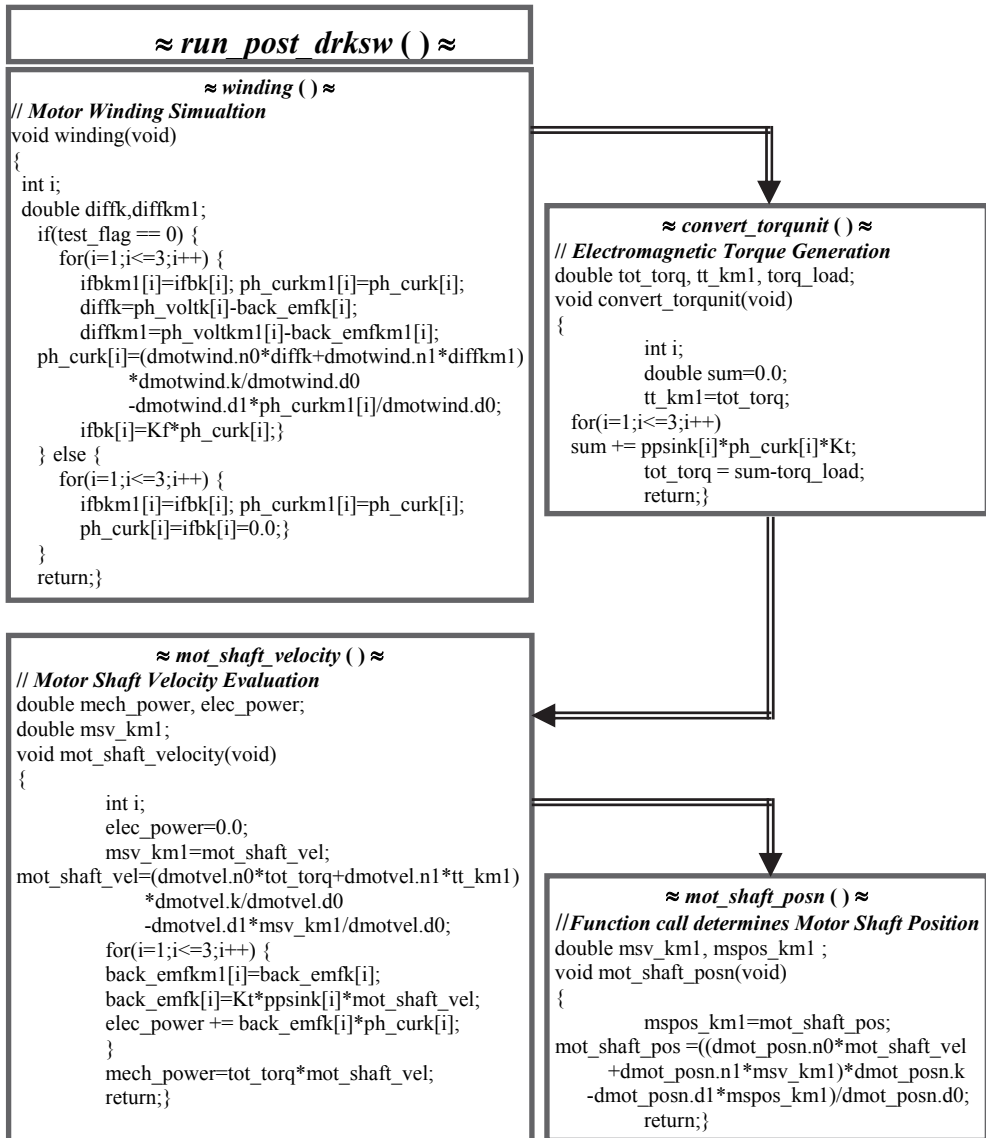 ≈ run_post_drksw ( ) ≈
≈ winding ( ) ≈
// Motor Winding Simualtion
void winding(void)
{
int i;
double diffk,diffkm1;
if(test_flag == 0) {
for(i=1;i<=3;i++) {
ifbkm1[i]=ifbk[i]; ph_curkm1[i]=ph_curk[i];
diffk=ph_voltk[i]-back_emfk[i];
diffkm1=ph_voltkm1[i]-back_emfkm1[i];
ph_curk[i]=(dmotwind.n0*diffk+dmotwind.n1*diffkm1)
*dmotwind.k/dmotwind.d0
-dmotwind.d1*ph_curkm1[i]/dmotwind.d0;
ifbk[i]=Kf*ph_curk[i];}
} else {
for(i=1;i<=3;i++) {
ifbkm1[i]=ifbk[i]; ph_curkm1[i]=ph_curk[i];
ph_curk[i]=ifbk[i]=0.0;}
}
return;}
≈ convert_torqunit ( ) ≈
// Electromagnetic Torque Generation
double tot_torq, tt_km1, torq_load;
void convert_torqunit(void)
{
int i;
double sum=0.0;
tt_km1=tot_torq;
for(i=1;i<=3;i++)
sum += ppsink[i]*ph_curk[i]*Kt;
tot_torq = sum-torq_load;
return;}
≈ mot_shaft_velocity ( ) ≈
// Motor Shaft Velocity Evaluation
double mech_power, elec_power;
double msv_km1;
void mot_shaft_velocity(void)
{
int i;
elec_power=0.0;
msv_km1=mot_shaft_vel;
mot_shaft_vel=(dmotvel.n0*tot_torq+dmotvel.n1*tt_km1)
*dmotvel.k/dmotvel.d0
-dmotvel.d1*msv_km1/dmotvel.d0;
for(i=1;i<=3;i++) {
back_emfkm1[i]=back_emfk[i];
back_emfk[i]=Kt*ppsink[i]*mot_shaft_vel;
elec_power += back_emfk[i]*ph_curk[i];
}
mech_power=tot_torq*mot_shaft_vel;
return;}
≈ mot_shaft_posn ( ) ≈
//Function call determines Motor Shaft Position
double msv_km1, mspos_km1 ;
void mot_shaft_posn(void)
{
mspos_km1=mot_shaft_pos;
mot_shaft_pos =((dmot_posn.n0*mot_shaft_vel
+dmot_posn.n1*msv_km1)*dmot_posn.k
-dmot_posn.d1*mspos_km1)/dmot_posn.d0;
return;}